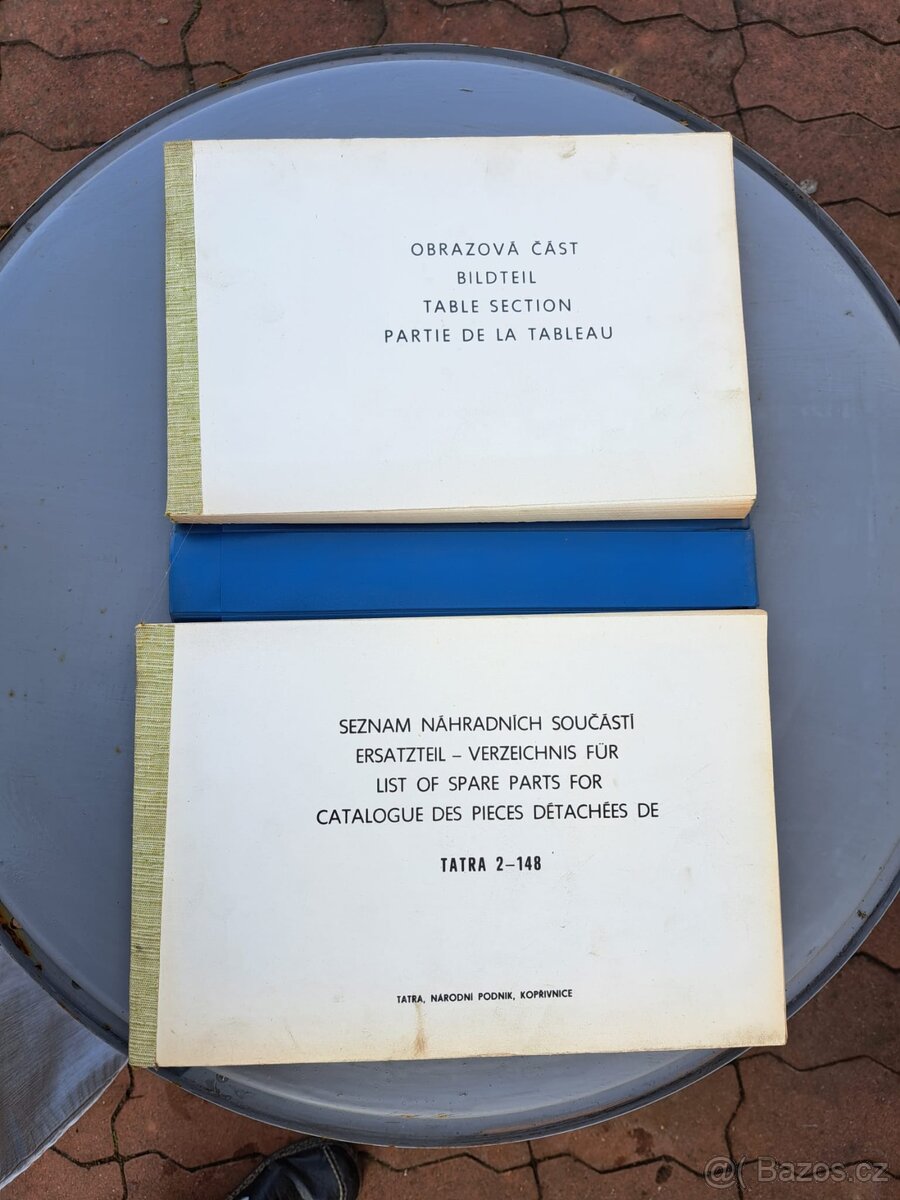 OBRAZOVÁ ČÁST
BILDTEIL
TABLE SECTION
PARTIE DE LA TABLEAU
SEZNAM NÁHRADNÍCH SOUČÁSTÍ
ERSATZTEIL – VERZEICHNIS FÜR
LIST OF SPARE PARTS FOR
CATALOGUE DES PIECES DÉTACHÉES DE
TATRA 2–148
TATRA, NÁRODNÍ PODNIK, KOPŘIVNICE
@( Bazos.cz